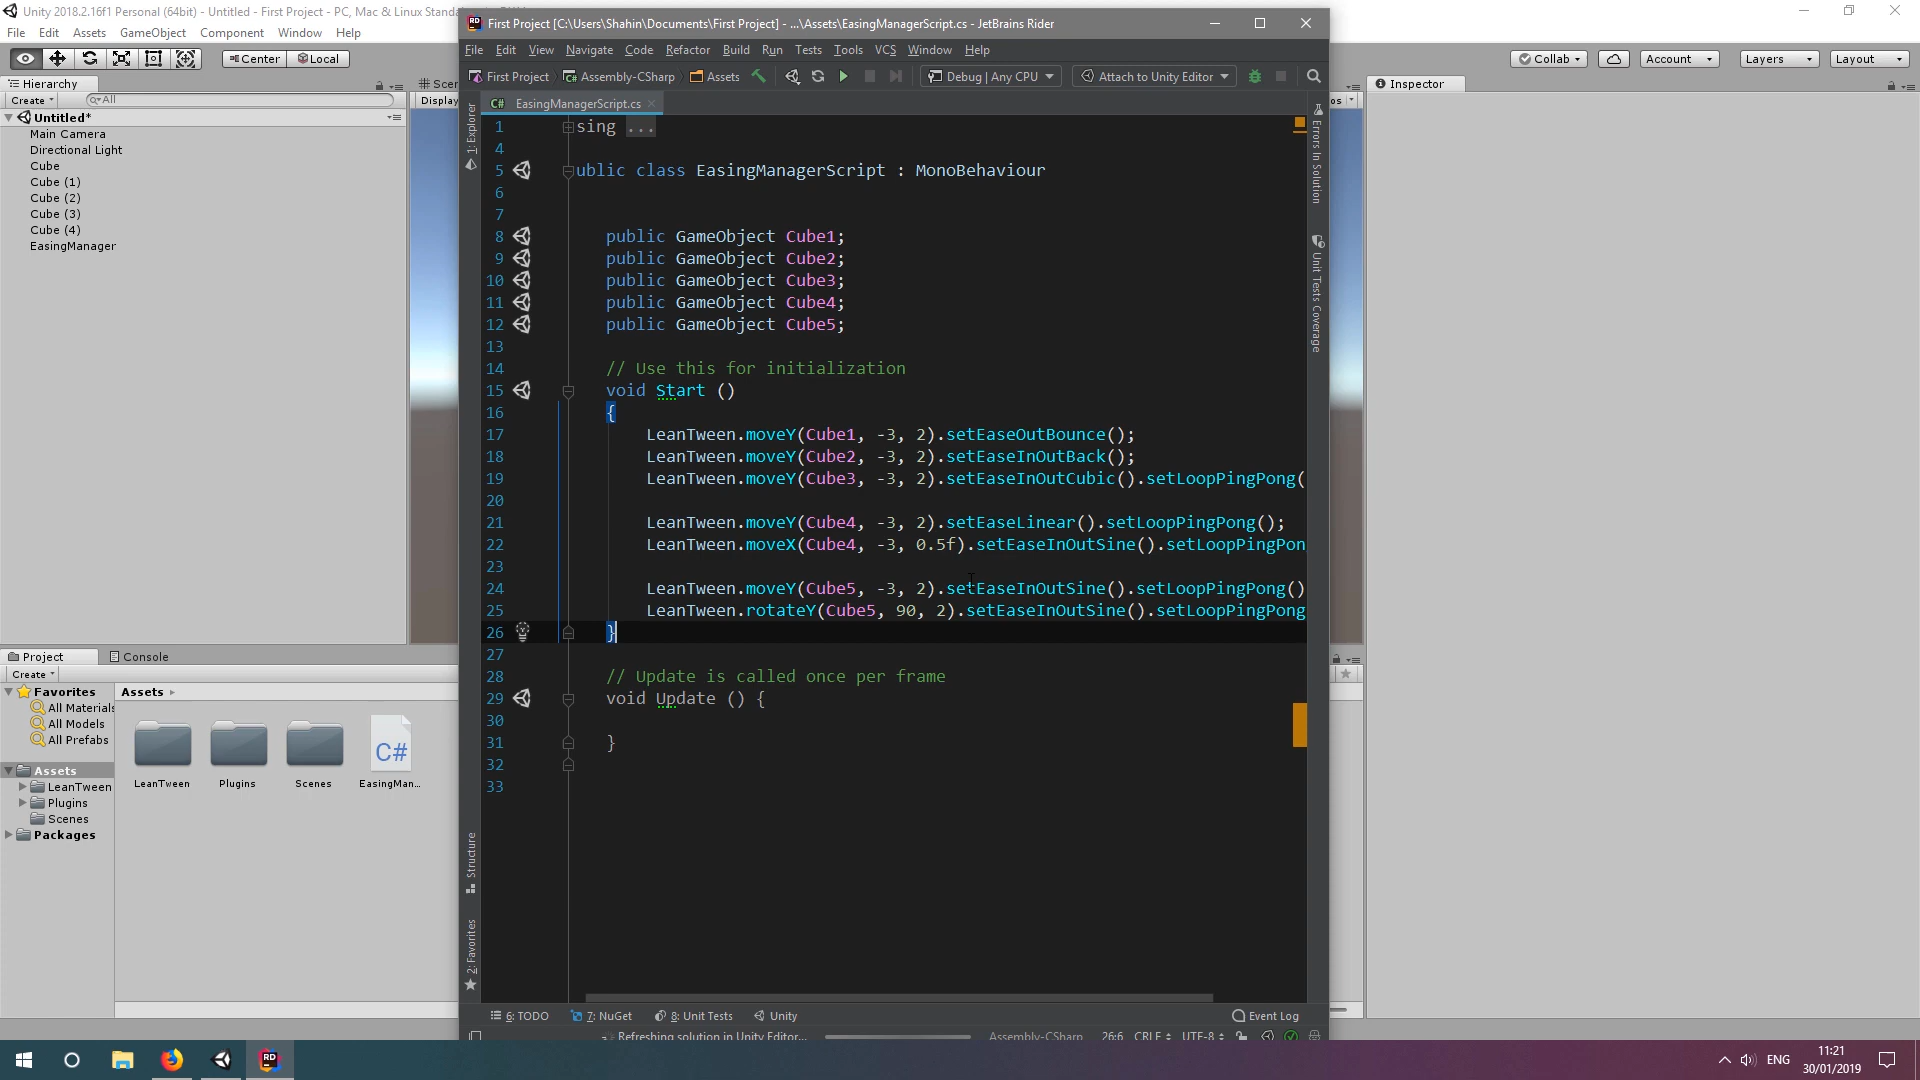 Unity 2018.2.16f1 Personal (64bit) - Untitled - First Project - PC, Mac & Linux Standal
File Edit Assets GameObject Component Window Help
Center Local
Collab Account Layers Layout
Hierarchy
Create All
Untitled*
Main Camera
Directional Light
Cube
Cube (1)
Cube (2)
Cube (3)
Cube (4)
EasingManager
Scen
Display
Inspector
First Project [C:\Users\Shahin\Documents\First Project] - ...\Assets\EasingManagerScript.cs - JetBrains Rider
File Edit View Navigate Code Refactor Build Run Tests Tools VCS Window Help
First Project Assembly-CSharp Assets Debug | Any CPU Attach to Unity Editor
C# EasingManagerScript.cs
1: Explorer
Structure
2: Favorites
Errors In Solution
Unit Tests Coverage
1 sing ...
4
5 ublic class EasingManagerScript : MonoBehaviour
6
7
8 public GameObject Cube1;
9 public GameObject Cube2;
10 public GameObject Cube3;
11 public GameObject Cube4;
12 public GameObject Cube5;
13
14 // Use this for initialization
15 void Start ()
16 {
17 LeanTween.moveY(Cube1, -3, 2).setEaseOutBounce();
18 LeanTween.moveY(Cube2, -3, 2).setEaseInOutBack();
19 LeanTween.moveY(Cube3, -3, 2).setEaseInOutCubic().setLoopPingPong(
20
21 LeanTween.moveY(Cube4, -3, 2).setEaseLinear().setLoopPingPong();
22 LeanTween.moveX(Cube4, -3, 0.5f).setEaseInOutSine().setLoopPingPon
23
24 LeanTween.moveY(Cube5, -3, 2).setEaseInOutSine().setLoopPingPong()
25 LeanTween.rotateY(Cube5, 90, 2).setEaseInOutSine().setLoopPingPong
26 }
27
28 // Update is called once per frame
29 void Update () {
30
31 }
32
33
6: TODO 7: NuGet 8: Unit Tests Unity Event Log
Refreshing solution in Unity Editor... Assembly-CSharp 26:6 CRLF UTF-8
Project Console
Create
Favorites
All Materials
All Models
All Prefabs
Assets
LeanTween
Plugins
Scenes
Packages
Assets
C#
LeanTween Plugins Scenes EasingMan...
RD
ENG
11:21
30/01/2019